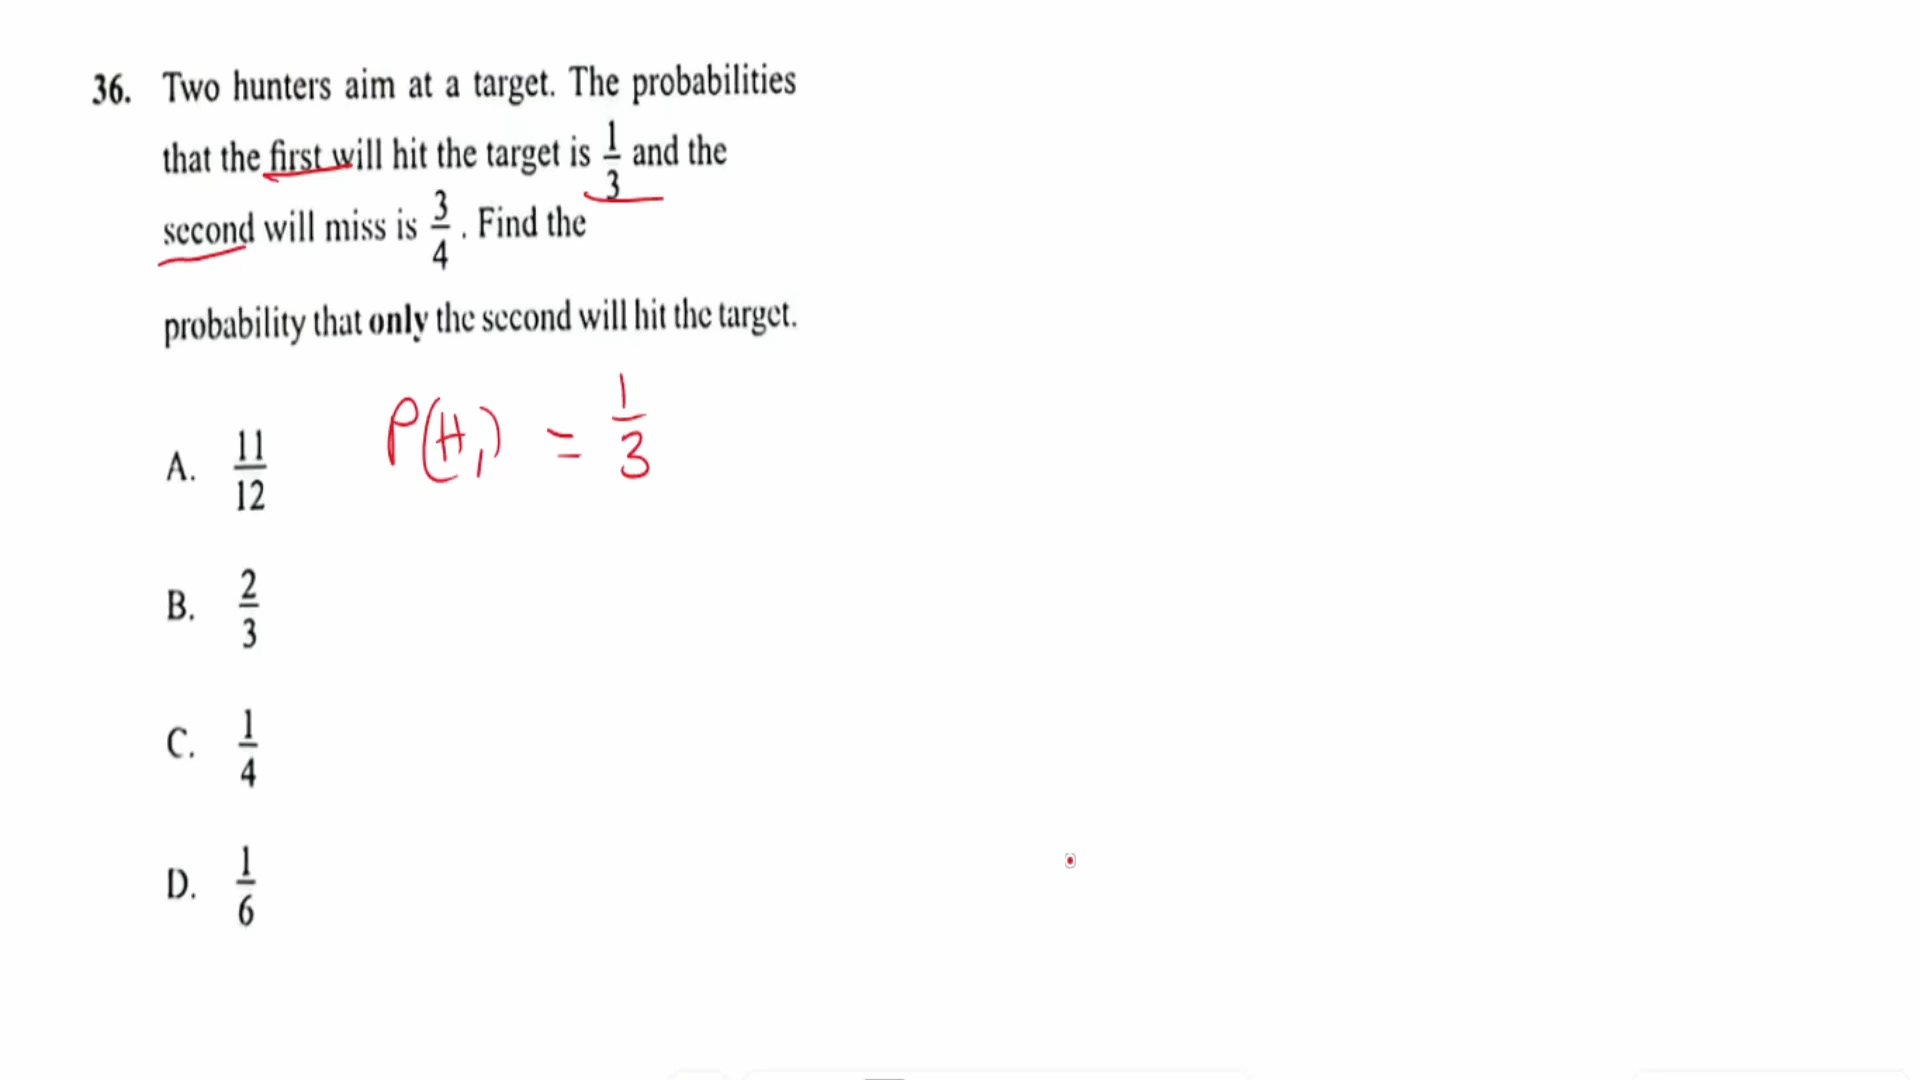 36. Two hunters aim at a target. The probabilities
that the first will hit the target is 1/3 and the
second will miss is 3/4 . Find the
probability that only the second will hit the target.
P(H₁) = 1/3
A. 11/12
B. 2/3
C. 1/4
D. 1/6